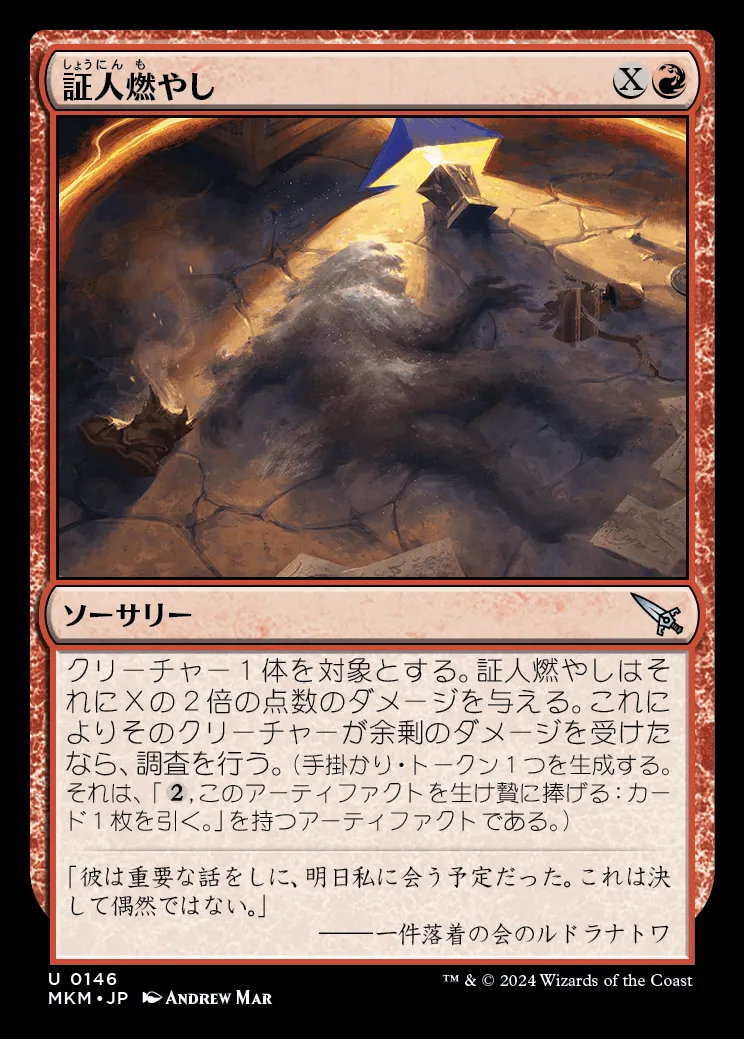 しょうにん も
証人燃やし X
ソーサリー
クリーチャー１体を対象とする。証人燃やしはそ
れにＸの２倍の点数のダメージを与える。これに
よりそのクリーチャーが余剰のダメージを受けた
なら、調査を行う。（手掛かり・トークン１つを生成する。
それは、「2,このアーティファクトを生け贄に捧げる：カー
ド１枚を引く。」を持つアーティファクトである。）
「彼は重要な話をしに、明日私に会う予定だった。これは決
して偶然ではない。」
――一件落着の会のルドラナトワ
U 0146
MKM•JP Andrew Mar
™ & © 2024 Wizards of the Coast